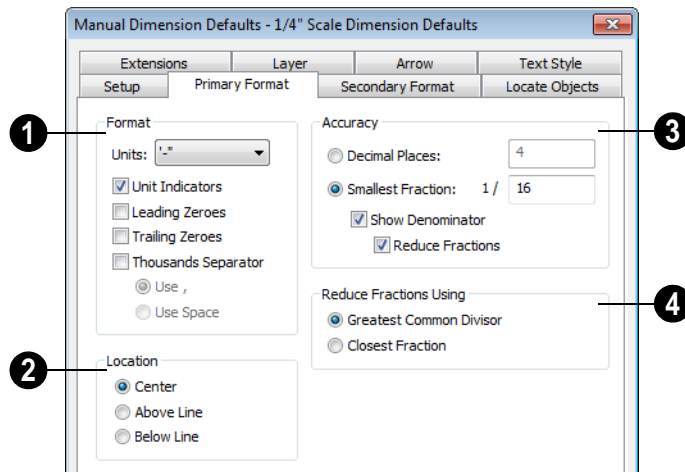 Manual Dimension Defaults - 1/4" Scale Dimension Defaults
Extensions Layer Arrow Text Style
Setup Primary Format Secondary Format Locate Objects
1
Format
Units: '-"
Unit Indicators
Leading Zeroes
Trailing Zeroes
Thousands Separator
Use ,
Use Space
2
Location
Center
Above Line
Below Line
3
Accuracy
Decimal Places: 4
Smallest Fraction: 1 / 16
Show Denominator
Reduce Fractions
4
Reduce Fractions Using
Greatest Common Divisor
Closest Fraction